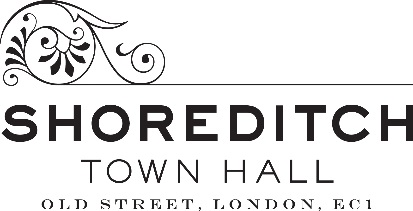 SHOREDITCH
TOWN HALL
OLD STREET, LONDON, EC1